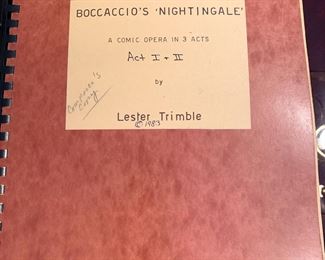 BOCCACCIO'S 'NIGHTINGALE'
A COMIC OPERA IN 3 ACTS
Act I + II
by
Composer's
Copy
Lester Trimble
© 1983